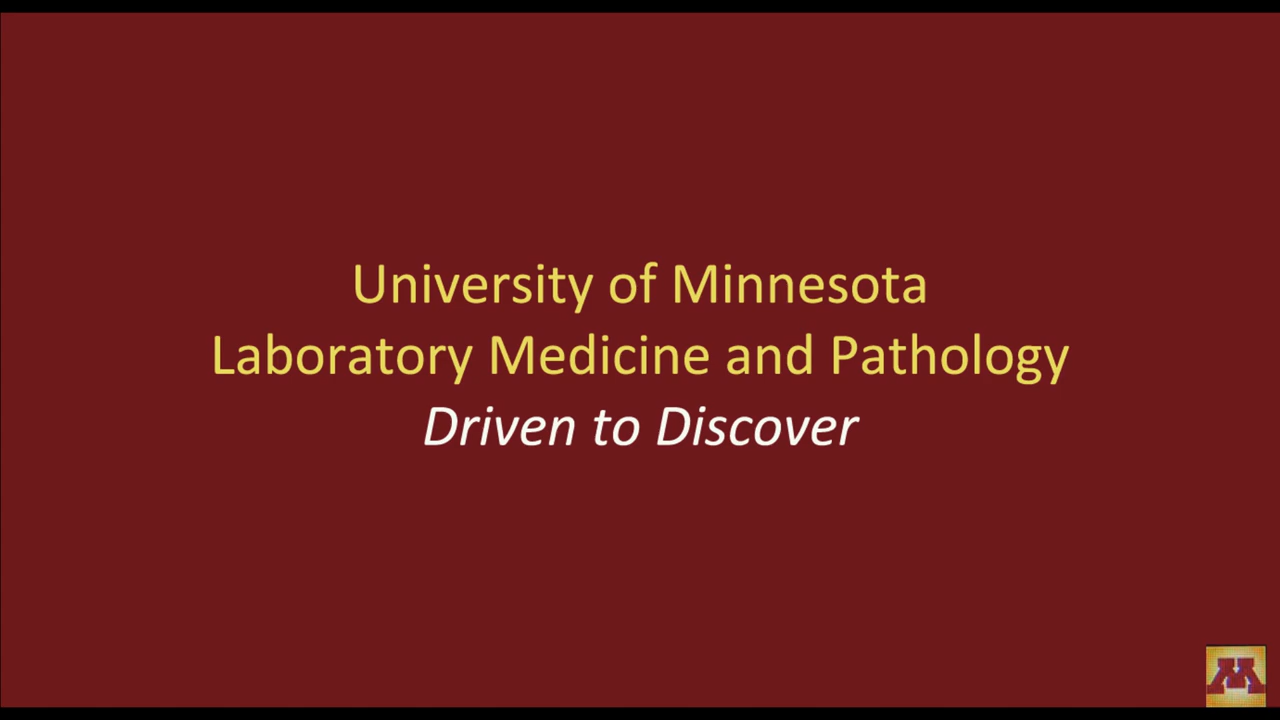 University of Minnesota
Laboratory Medicine and Pathology
Driven to Discover
M